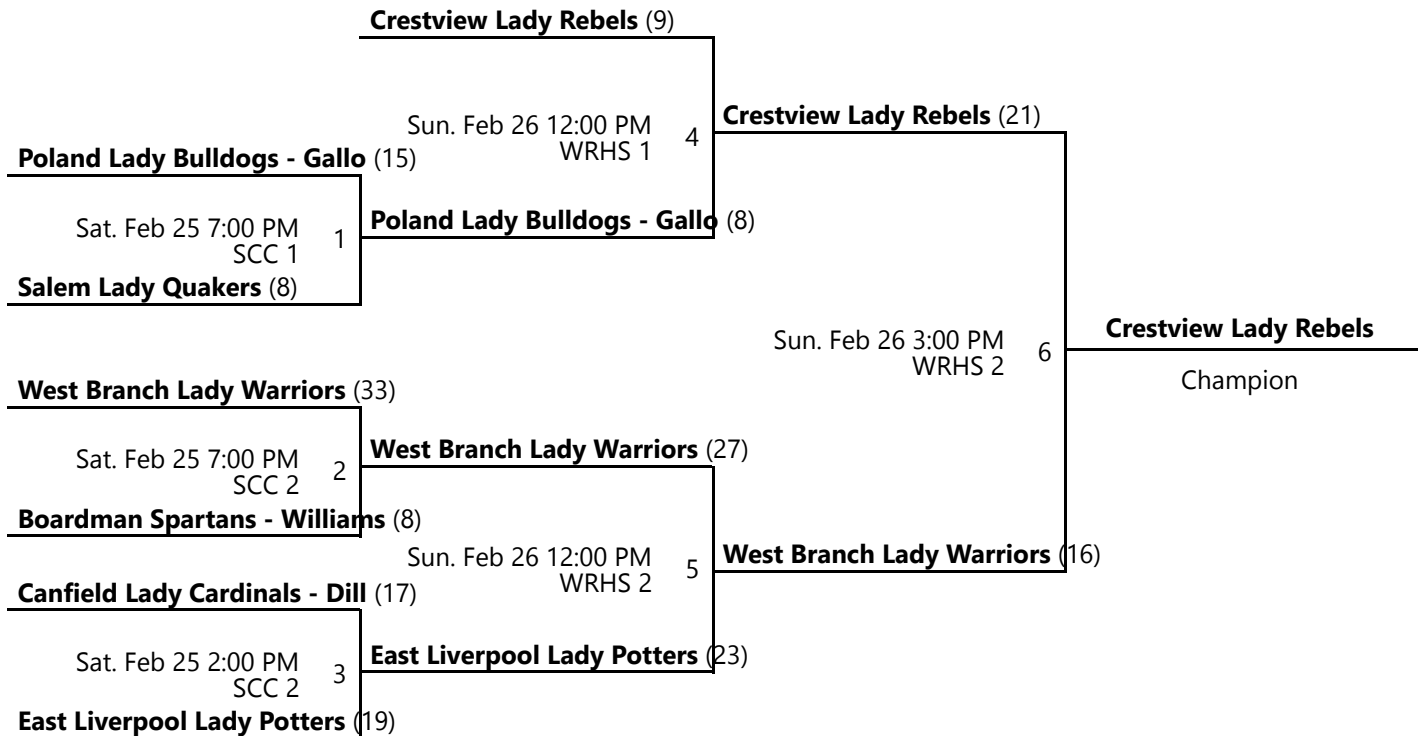 Crestview Lady Rebels (9)
Sun. Feb 26 12:00 PM
WRHS 1
4
Crestview Lady Rebels (21)
Poland Lady Bulldogs - Gallo (15)
Sat. Feb 25 7:00 PM
SCC 1
1
Poland Lady Bulldogs - Gallo (8)
Salem Lady Quakers (8)
Sun. Feb 26 3:00 PM
WRHS 2
6
Crestview Lady Rebels
Champion
West Branch Lady Warriors (33)
Sat. Feb 25 7:00 PM
SCC 2
2
West Branch Lady Warriors (27)
Boardman Spartans - Williams (8)
Sun. Feb 26 12:00 PM
WRHS 2
5
West Branch Lady Warriors (16)
Canfield Lady Cardinals - Dill (17)
Sat. Feb 25 2:00 PM
SCC 2
3
East Liverpool Lady Potters (23)
East Liverpool Lady Potters (19)